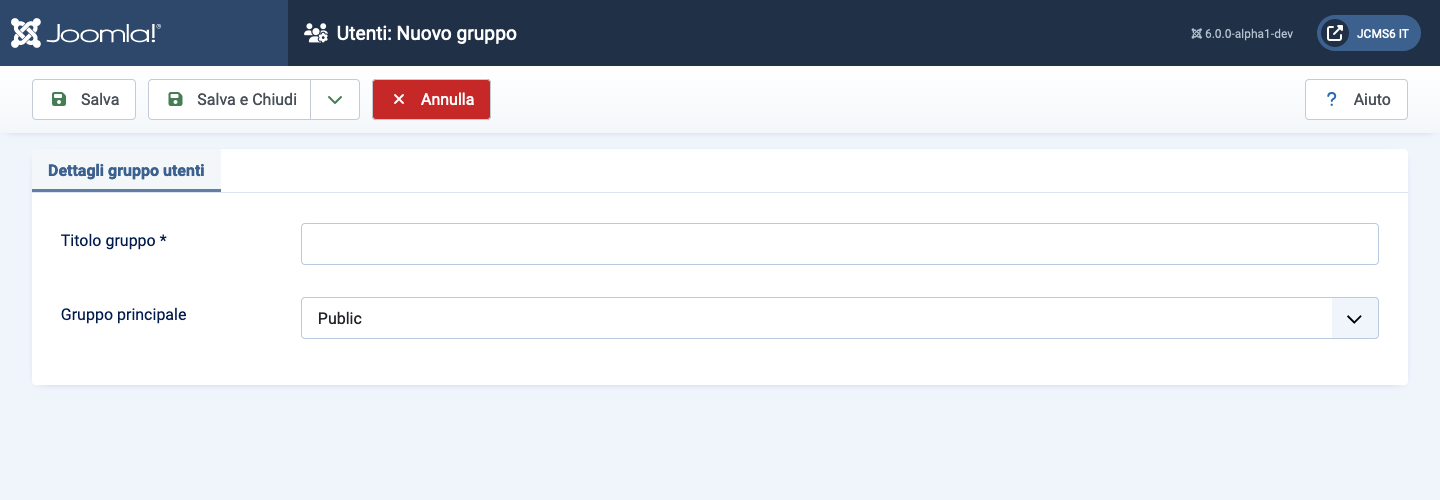 Joomla!®
Utenti: Nuovo gruppo
6.0.0-alpha1-dev
JCMS6 IT
Salva
Salva e Chiudi
Annulla
? Aiuto
Dettagli gruppo utenti
Titolo gruppo *
Gruppo principale
Public